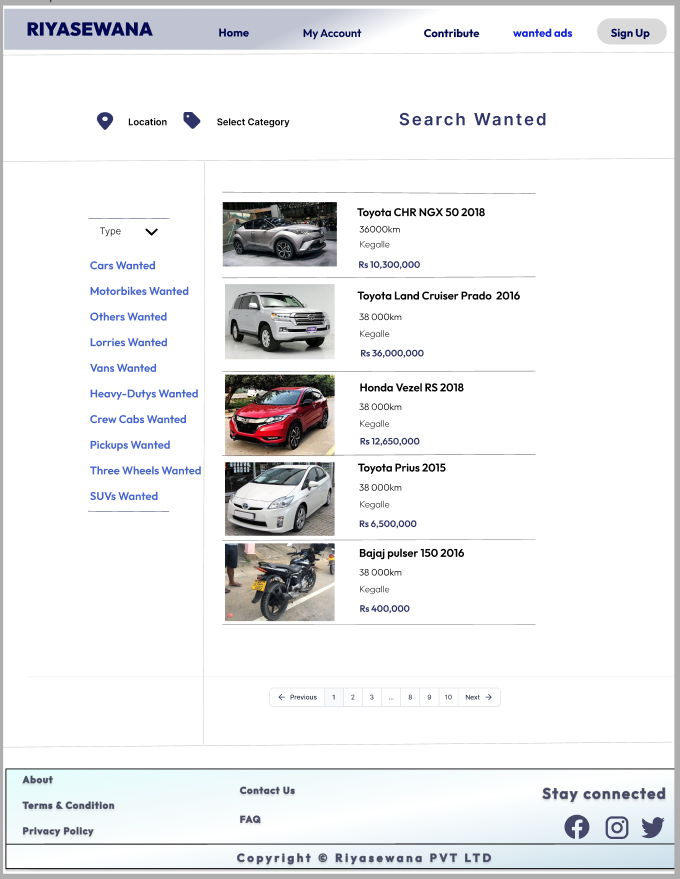 RIYASEWANA
Home
My Account
Contribute
wanted ads
Sign Up
Location
Select Category
Search Wanted
Type
Cars Wanted
Motorbikes Wanted
Others Wanted
Lorries Wanted
Vans Wanted
Heavy-Dutys Wanted
Crew Cabs Wanted
Pickups Wanted
Three Wheels Wanted
SUVs Wanted
Toyota CHR NGX 50 2018
36000km
Kegalle
Rs 10,300,000
Toyota Land Cruiser Prado 2016
38 000km
Kegalle
Rs 36,000,000
Honda Vezel RS 2018
38 000km
Kegalle
Rs 12,650,000
Toyota Prius 2015
38 000km
Kegalle
Rs 6,500,000
Bajaj pulser 150 2016
38 000km
Kegalle
Rs 400,000
← Previous 1 2 3 ... 8 9 10 Next →
About
Terms & Condition
Privacy Policy
Contact Us
FAQ
Stay connected
Copyright © Riyasewana PVT LTD